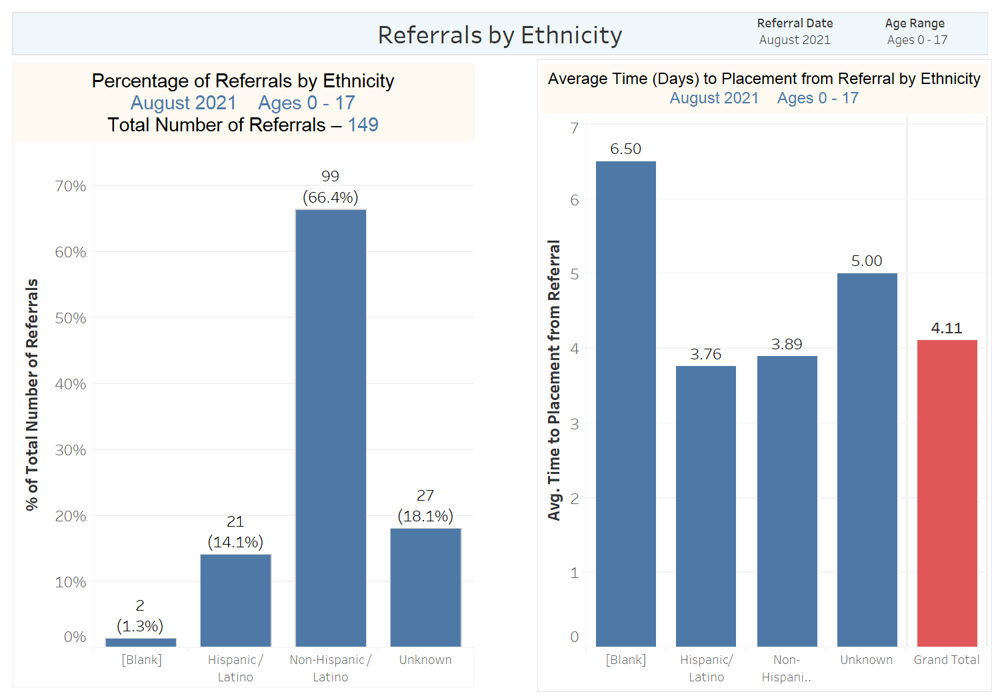 Referrals by Ethnicity
Referral Date
August 2021
Age Range
Ages 0 - 17
Percentage of Referrals by Ethnicity
August 2021 Ages 0 - 17
Total Number of Referrals – 149
% of Total Number of Referrals
70%
60%
50%
40%
30%
20%
10%
0%
2
(1.3%)
21
(14.1%)
99
(66.4%)
27
(18.1%)
[Blank]
Hispanic/
Latino
Non-Hispanic/
Latino
Unknown
Average Time (Days) to Placement from Referral by Ethnicity
August 2021 Ages 0 - 17
Avg. Time to Placement from Referral
7
6
5
4
3
2
1
0
6.50
3.76
3.89
5.00
4.11
[Blank]
Hispanic/
Latino
Non-
Hispani..
Unknown
Grand Total